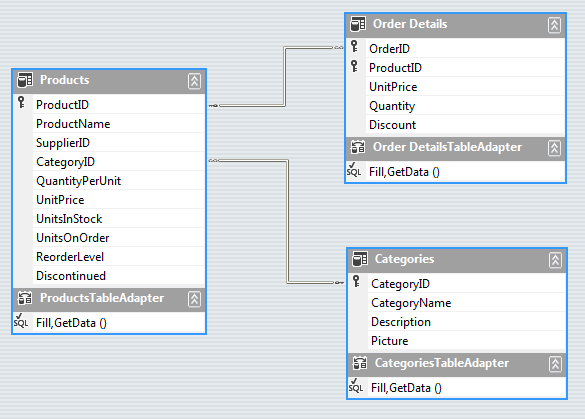 Products
ProductID
ProductName
SupplierID
CategoryID
QuantityPerUnit
UnitPrice
UnitsInStock
UnitsOnOrder
ReorderLevel
Discontinued
ProductsTableAdapter
SQL Fill,GetData ()
Order Details
OrderID
ProductID
UnitPrice
Quantity
Discount
Order DetailsTableAdapter
SQL Fill,GetData ()
Categories
CategoryID
CategoryName
Description
Picture
CategoriesTableAdapter
SQL Fill,GetData ()